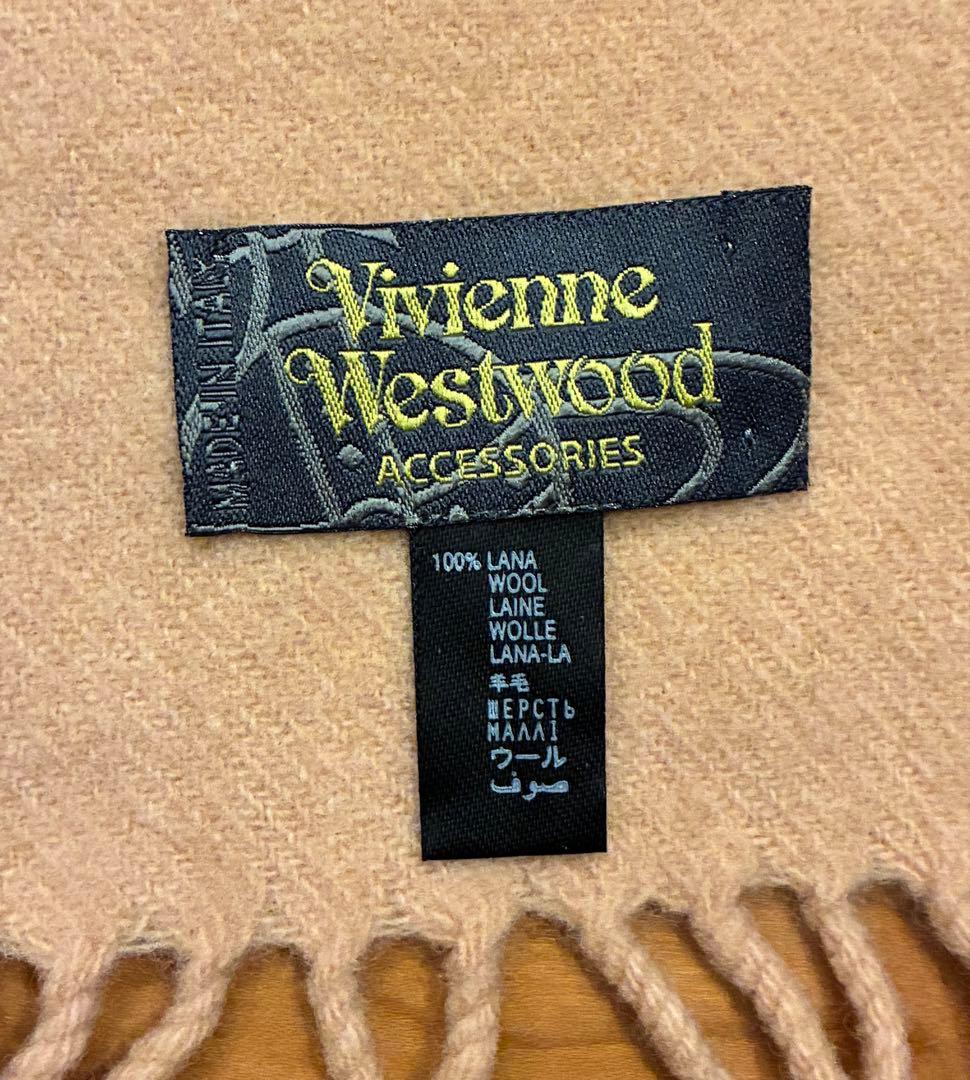 MADE IN ITALY
Vivienne
Westwood
ACCESSORIES
100% LANA
WOOL
LAINE
WOLLE
LANA-LA
羊毛
ШЕРСТЬ
ΜΑΛΛΙ
ウール
صوف